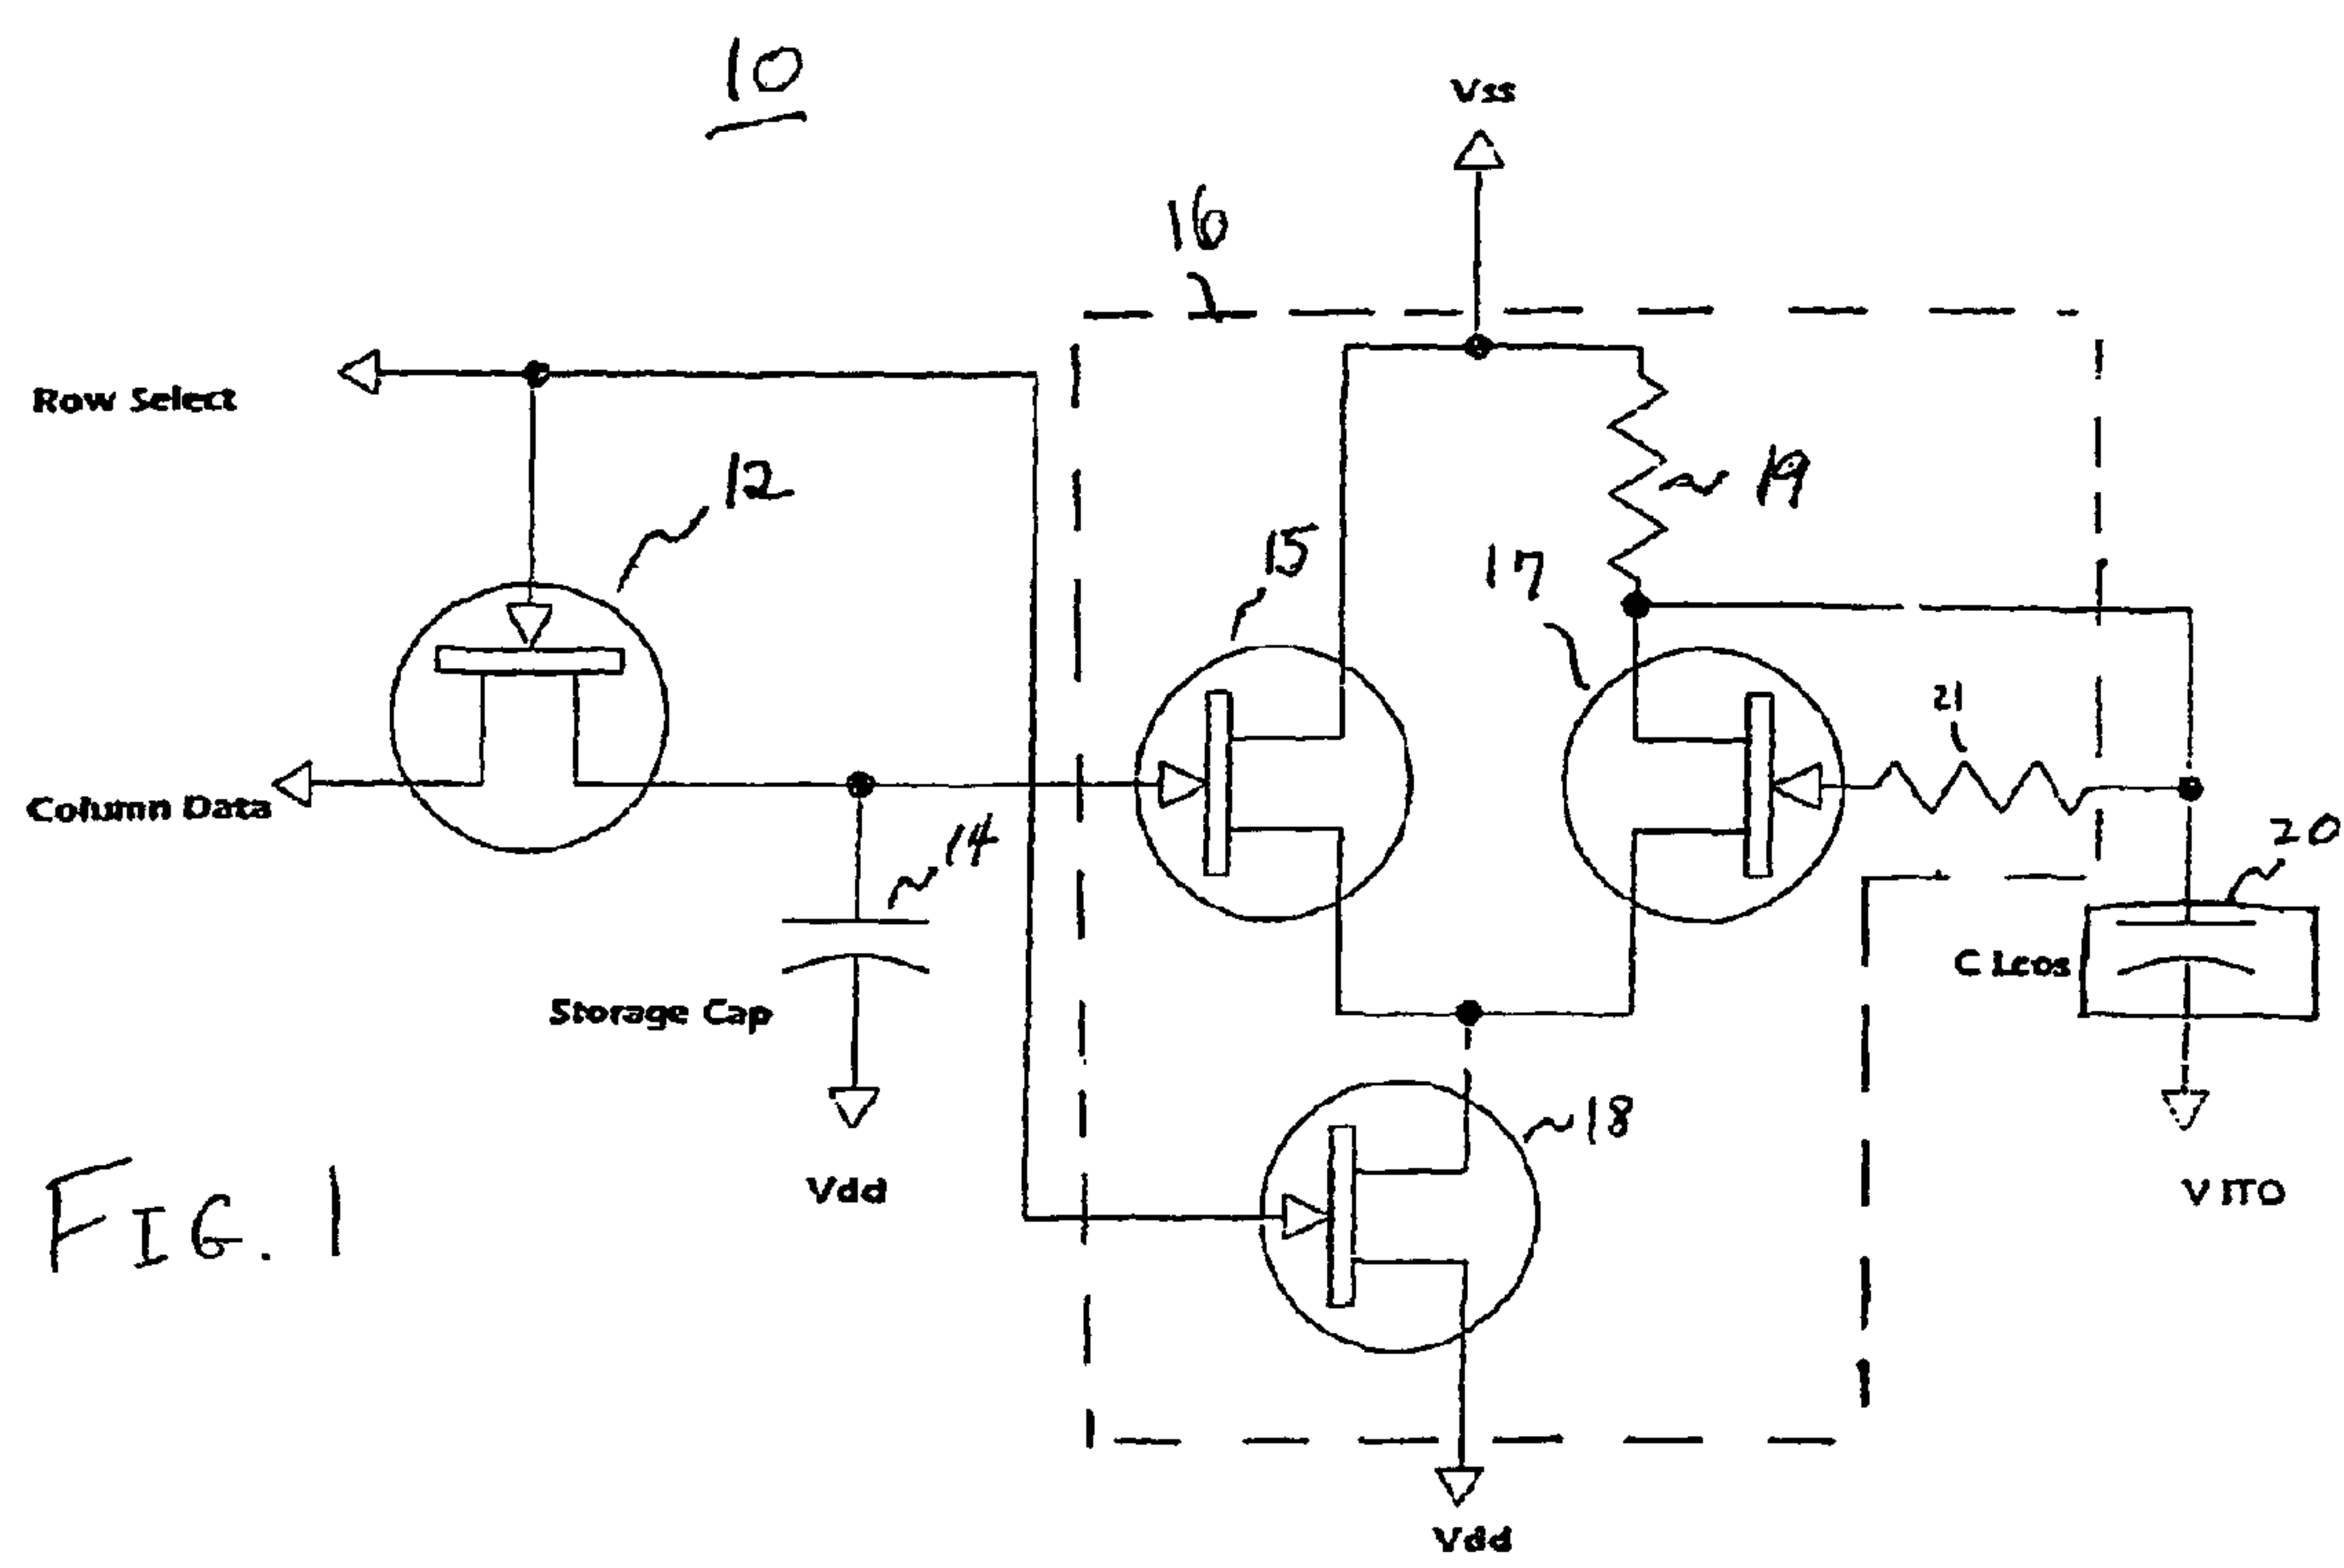 10
Vss
16
Row Select
12
19
15
17
21
Column Data
14
20
C Lcos
Storage Cap
18
Vdd
V ITO
FIG. 1
Vdd